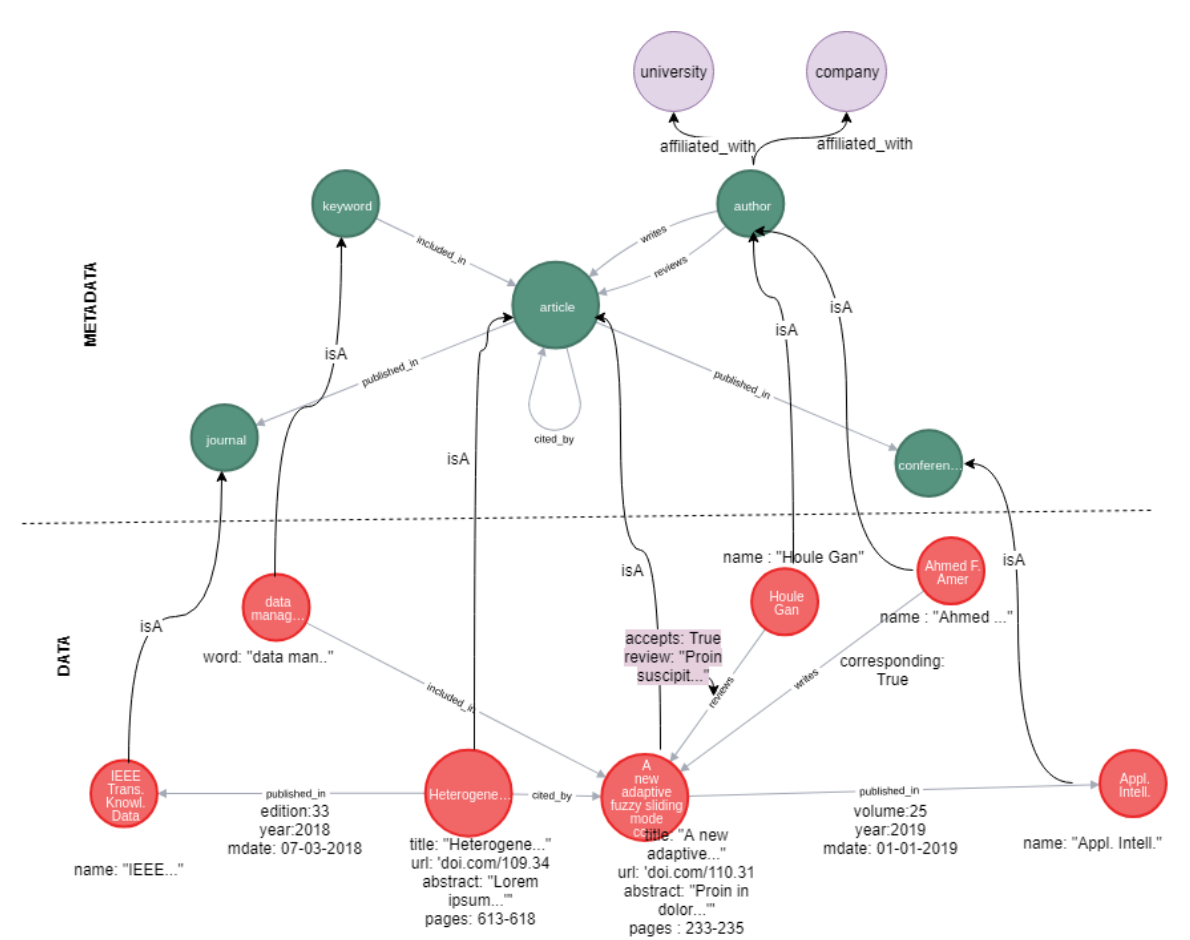 university
company
affiliated_with
affiliated_with
keyword
author
included_in
writes
reviews
article
METADATA
isA
isA
isA
published_in
published_in
cited_by
journal
conferen...
isA
name : "Houle Gan"
isA
isA
Ahmed F.
Amer
data
manag...
Houle
Gan
name : "Ahmed ..."
isA
DATA
word: "data man.."
accepts: True
review: "Proin
suscipit..."
corresponding:
True
included_in
reviews
writes
IEEE
Trans.
Knowl.
Data
published_in
Heterogene...
cited_by
A
new
adaptive
fuzzy sliding
mode
published_in
Appl.
Intell.
edition:33
year:2018
mdate: 07-03-2018
volume:25
year:2019
mdate: 01-01-2019
name: "IEEE..."
title: "Heterogene..."
url: 'doi.com/109.34
abstract: "Lorem
ipsum..."'
pages: 613-618
title: "A new
adaptive..."
url: 'doi.com/110.31
abstract: "Proin in
dolor..."'
pages : 233-235
name: "Appl. Intell."